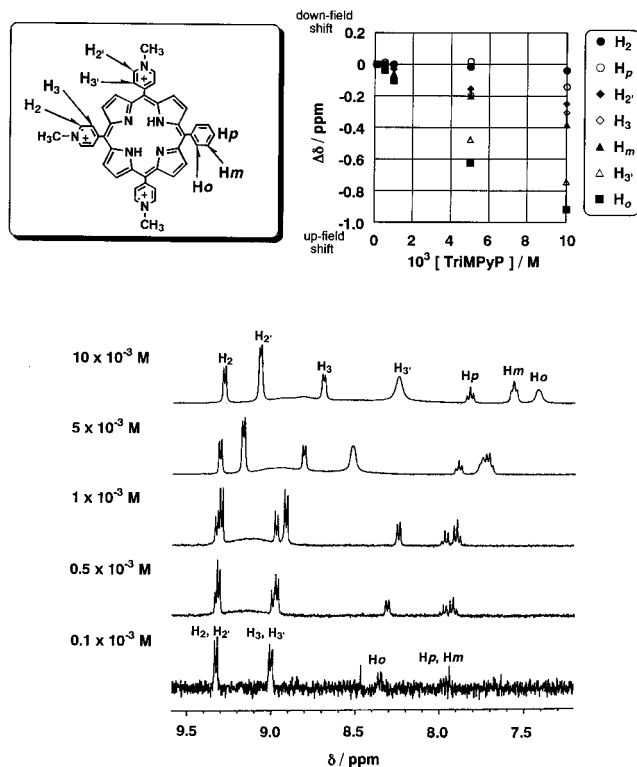 CH₃
H₂'
H₃'
H₃
H₂
H₃C
N
N
N
N
HN
NH
N
N
CH₃
Hp
Hm
Ho
down-field shift
0.2
0
-0.2
-0.4
-0.6
-0.8
-1.0
Δδ / ppm
up-field shift
0 2 4 6 8 10
10³ [ TriMPyP ] / M
H₂
Hp
H₂'
H₃
Hm
H₃'
Ho
10 x 10⁻³ M
H₂ H₂' H₃ H₃' Hp Hm Ho
5 x 10⁻³ M
1 x 10⁻³ M
0.5 x 10⁻³ M
0.1 x 10⁻³ M
H₂, H₂' H₃, H₃' Ho Hp, Hm
9.5 9.0 8.5 8.0 7.5
δ / ppm